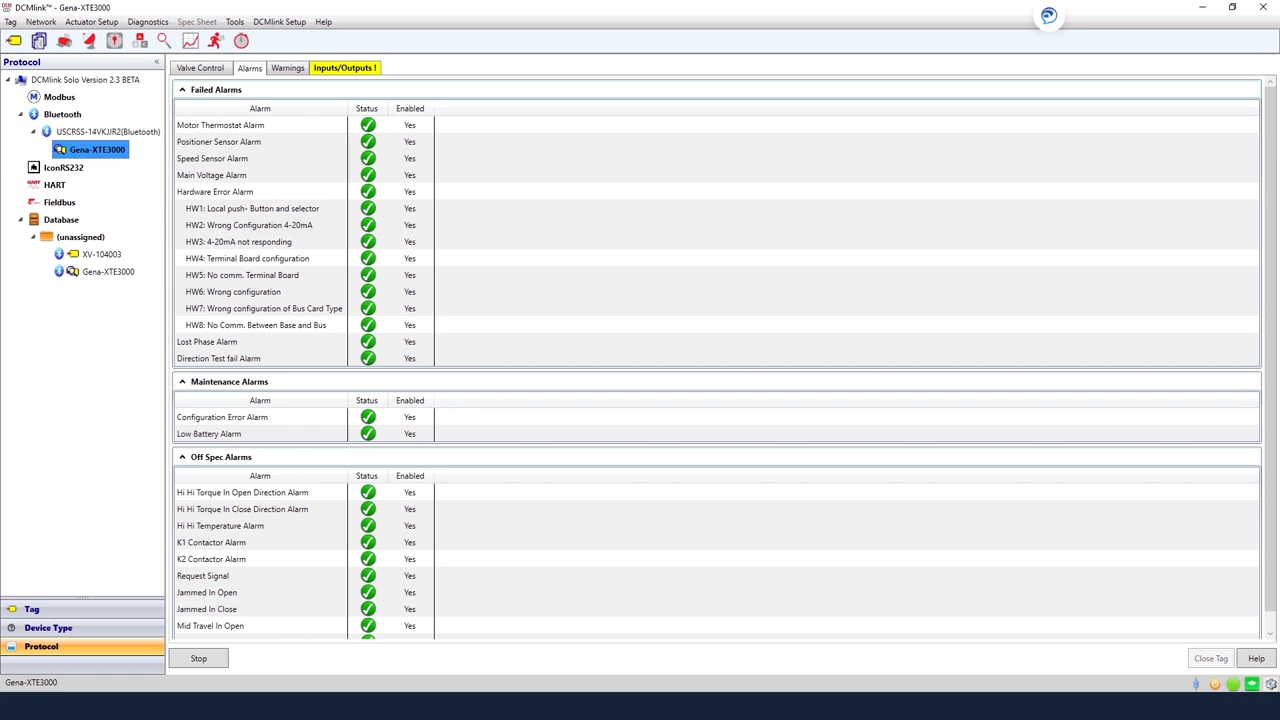 DCMlink™ - Gena-XTE3000
Tag Network Actuator Setup Diagnostics Spec Sheet Tools DCMlink Setup Help
Protocol
DCMlink Solo Version 2.3 BETA
Modbus
Bluetooth
USCRSS-14VKJJR2(Bluetooth)
Gena-XTE3000
IconRS232
HART
Fieldbus
Database
(unassigned)
XV-104003
Gena-XTE3000
Tag
Device Type
Protocol
Valve Control Alarms Warnings Inputs/Outputs !
Failed Alarms
Alarm Status Enabled
Motor Thermostat Alarm Yes
Positioner Sensor Alarm Yes
Speed Sensor Alarm Yes
Main Voltage Alarm Yes
Hardware Error Alarm Yes
HW1: Local push- Button and selector Yes
HW2: Wrong Configuration 4-20mA Yes
HW3: 4-20mA not responding Yes
HW4: Terminal Board configuration Yes
HW5: No comm. Terminal Board Yes
HW6: Wrong configuration Yes
HW7: Wrong configuration of Bus Card Type Yes
HW8: No Comm. Between Base and Bus Yes
Lost Phase Alarm Yes
Direction Test fail Alarm Yes
Maintenance Alarms
Alarm Status Enabled
Configuration Error Alarm Yes
Low Battery Alarm Yes
Off Spec Alarms
Alarm Status Enabled
Hi Hi Torque In Open Direction Alarm Yes
Hi Hi Torque In Close Direction Alarm Yes
Hi Hi Temperature Alarm Yes
K1 Contactor Alarm Yes
K2 Contactor Alarm Yes
Request Signal Yes
Jammed In Open Yes
Jammed In Close Yes
Mid Travel In Open Yes
Stop Close Tag Help
Gena-XTE3000